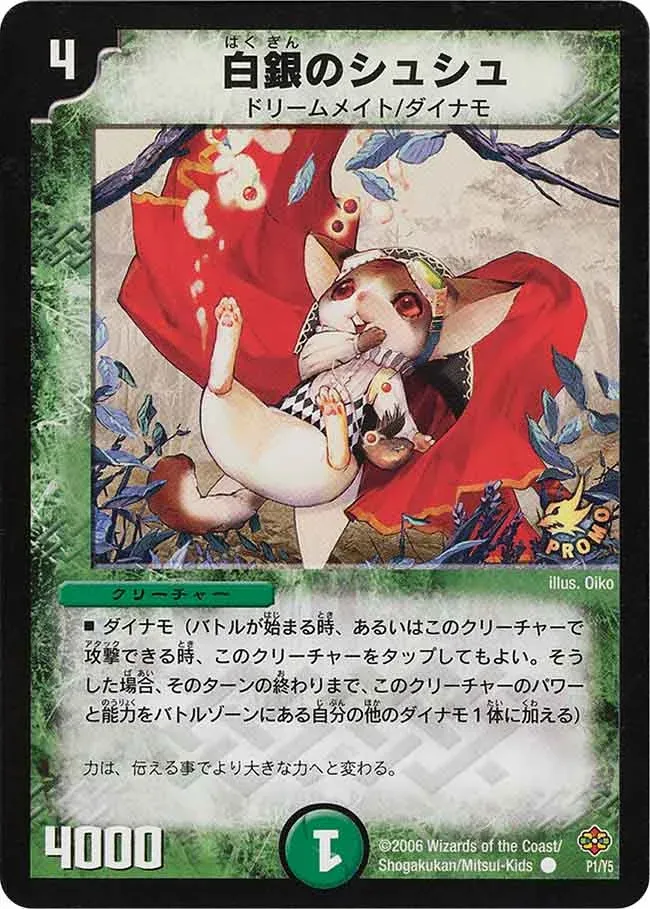 4
はくぎん
白銀のシュシュ
ドリームメイト/ダイナモ
PROMO
illus. Oiko
クリーチャー
■ ダイナモ（バトルが始まる時、あるいはこのクリーチャーで
攻撃できる時、このクリーチャーをタップしてもよい。そう
した場合、そのターンの終わりまで、このクリーチャーのパワー
と能力をバトルゾーンにある自分の他のダイナモ１体に加える）
力は、伝える事でより大きな力へと変わる。
4000
1
©2006 Wizards of the Coast/
Shogakukan/Mitsui-Kids
P1/Y5